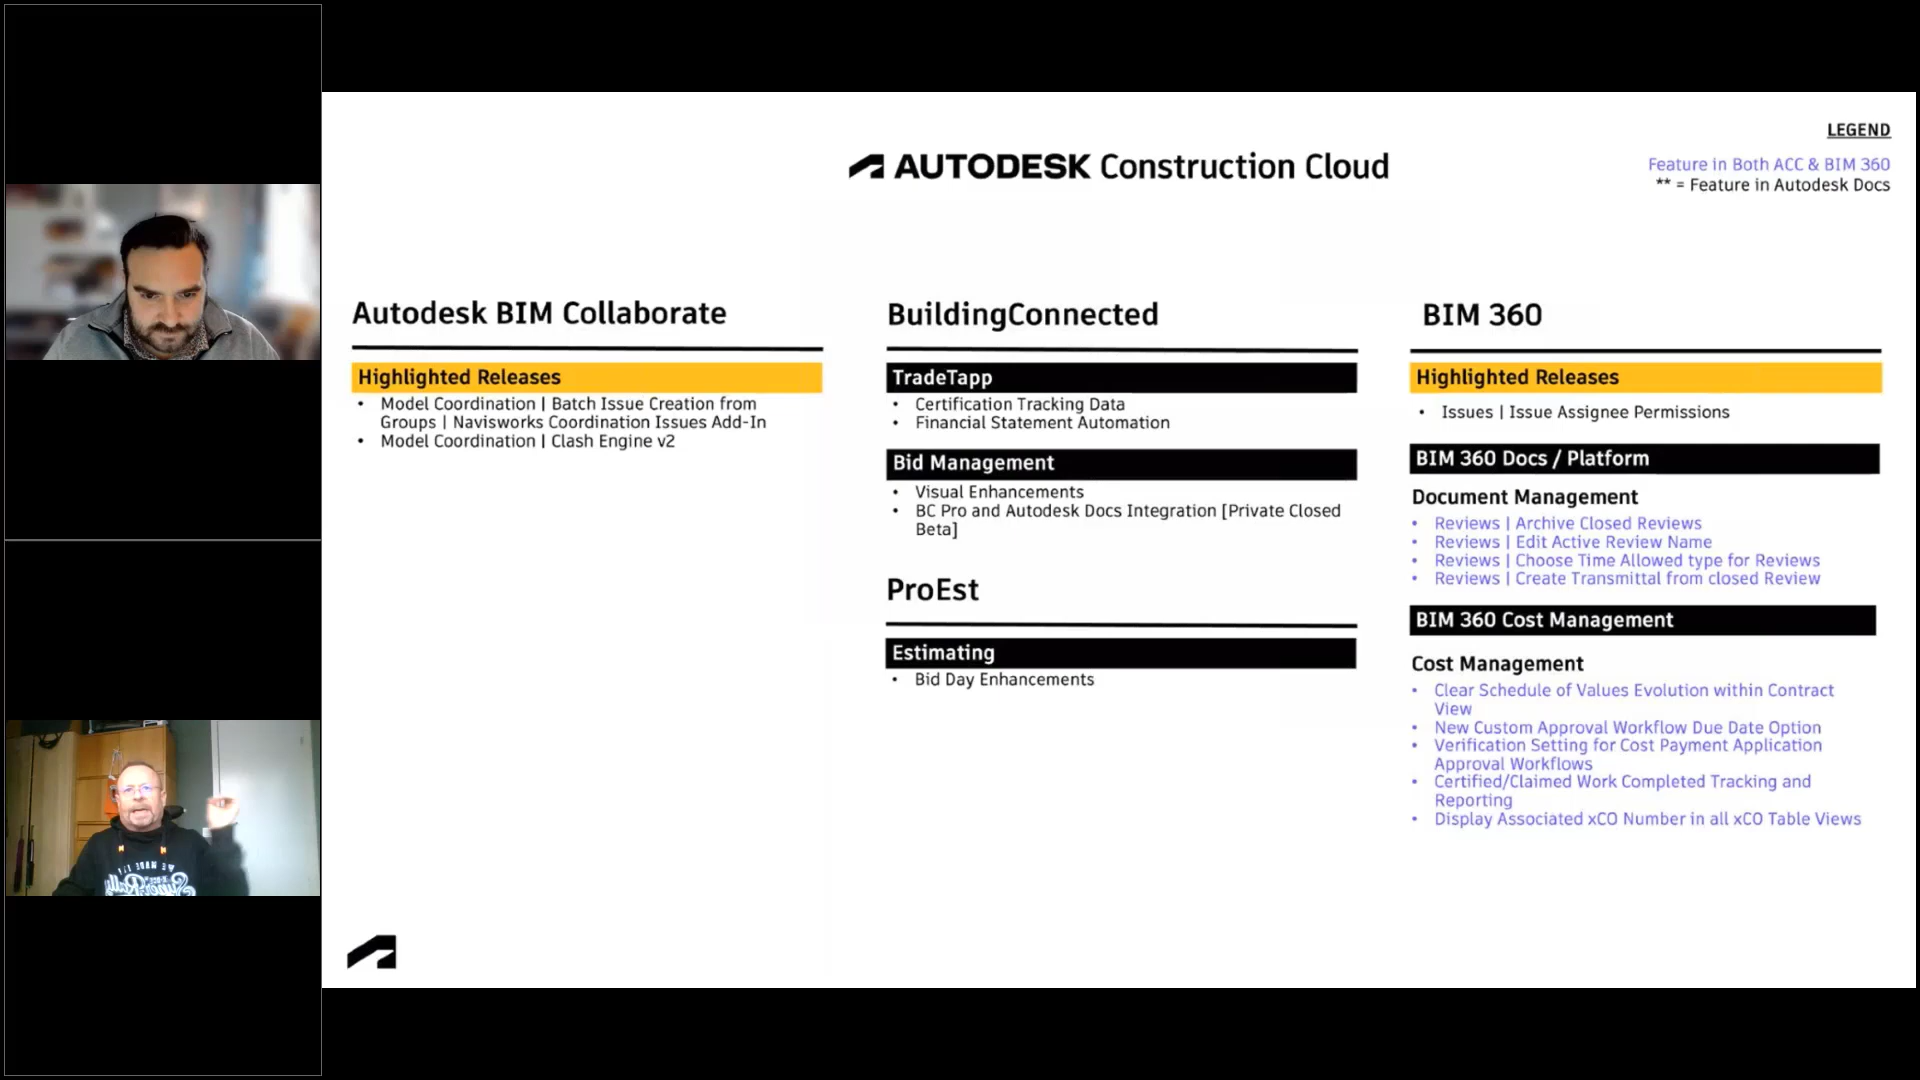 AUTODESK Construction Cloud
LEGEND
Feature in Both ACC & BIM 360
** = Feature in Autodesk Docs
Autodesk BIM Collaborate
Highlighted Releases
• Model Coordination | Batch Issue Creation from
Groups | Navisworks Coordination Issues Add-In
• Model Coordination | Clash Engine v2
BuildingConnected
TradeTapp
• Certification Tracking Data
• Financial Statement Automation
Bid Management
• Visual Enhancements
• BC Pro and Autodesk Docs Integration [Private Closed
Beta]
ProEst
Estimating
• Bid Day Enhancements
BIM 360
Highlighted Releases
• Issues | Issue Assignee Permissions
BIM 360 Docs / Platform
Document Management
• Reviews | Archive Closed Reviews
• Reviews | Edit Active Review Name
• Reviews | Choose Time Allowed type for Reviews
• Reviews | Create Transmittal from closed Review
BIM 360 Cost Management
Cost Management
• Clear Schedule of Values Evolution within Contract
View
• New Custom Approval Workflow Due Date Option
• Verification Setting for Cost Payment Application
Approval Workflows
• Certified/Claimed Work Completed Tracking and
Reporting
• Display Associated xCO Number in all xCO Table Views